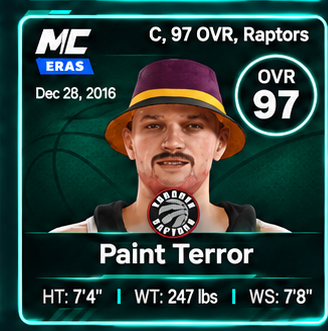 MC
ERAS
C, 97 OVR, Raptors
Dec 28, 2016
OVR
97
TORONTO
RAPTORS
Paint Terror
HT: 7'4" | WT: 247 lbs | WS: 7'8"